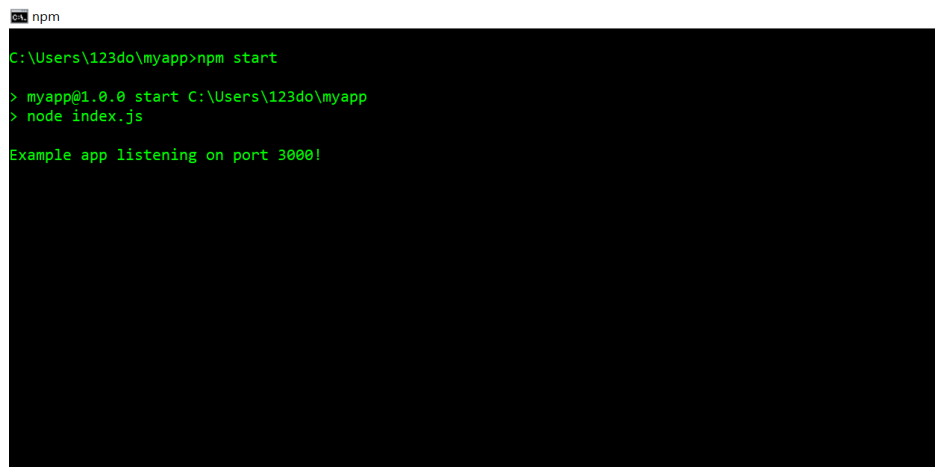 npm
C:\Users\123do\myapp>npm start
> myapp@1.0.0 start C:\Users\123do\myapp
> node index.js
Example app listening on port 3000!